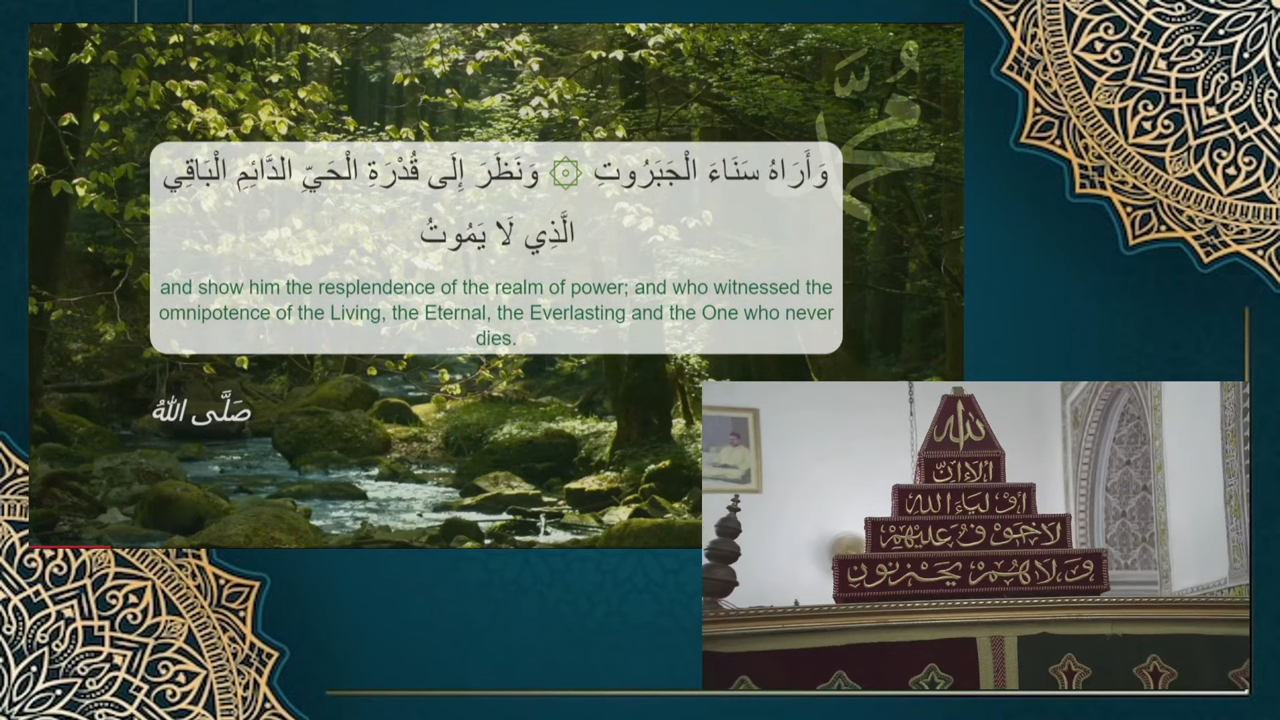 مُحَمَّد
وَأَرَاهُ سَنَاءَ الْجَبَرُوتِ ۞ وَنَظَرَ إِلَى قُدْرَةِ الْحَيِّ الدَّائِمِ الْبَاقِي
الَّذِي لَا يَمُوتُ
and show him the resplendence of the realm of power; and who witnessed the
omnipotence of the Living, the Eternal, the Everlasting and the One who never
dies.
صَلَّى اللهُ
الله
ألا إن
أولياء الله
لا خوف عليهم
ولا هم يحزنون